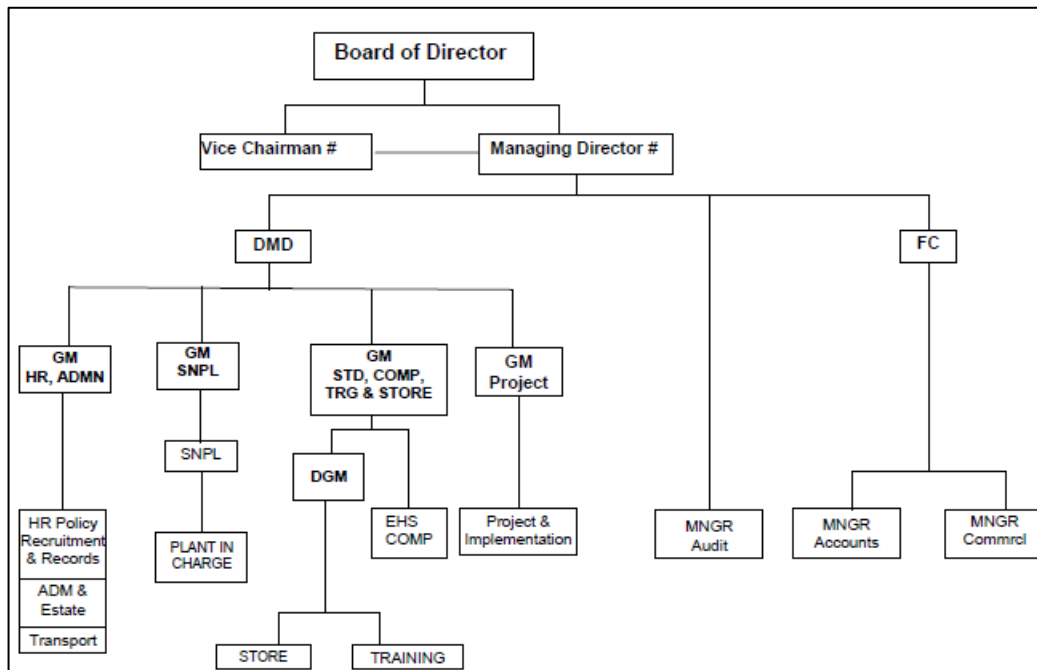 Board of Director
Vice Chairman #
Managing Director #
DMD
FC
GM
HR, ADMN
GM
SNPL
GM
STD, COMP,
TRG & STORE
GM
Project
SNPL
DGM
HR Policy
Recruitment
& Records
ADM &
Estate
Transport
PLANT IN
CHARGE
EHS
COMP
Project &
Implementation
MNGR
Audit
MNGR
Accounts
MNGR
Commrcl
STORE
TRAINING